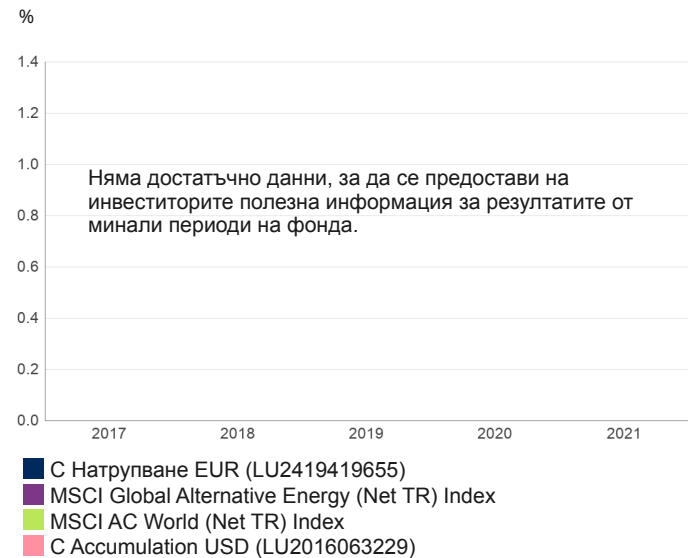 %
1.4
1.2
1.0
Няма достатъчно данни, за да се предостави на
инвеститорите полезна информация за резултатите от
минали периоди на фонда.
0.8
0.6
0.4
0.2
0.0
2017 2018 2019 2020 2021
C Натрупване EUR (LU2419419655)
MSCI Global Alternative Energy (Net TR) Index
MSCI AC World (Net TR) Index
C Accumulation USD (LU2016063229)